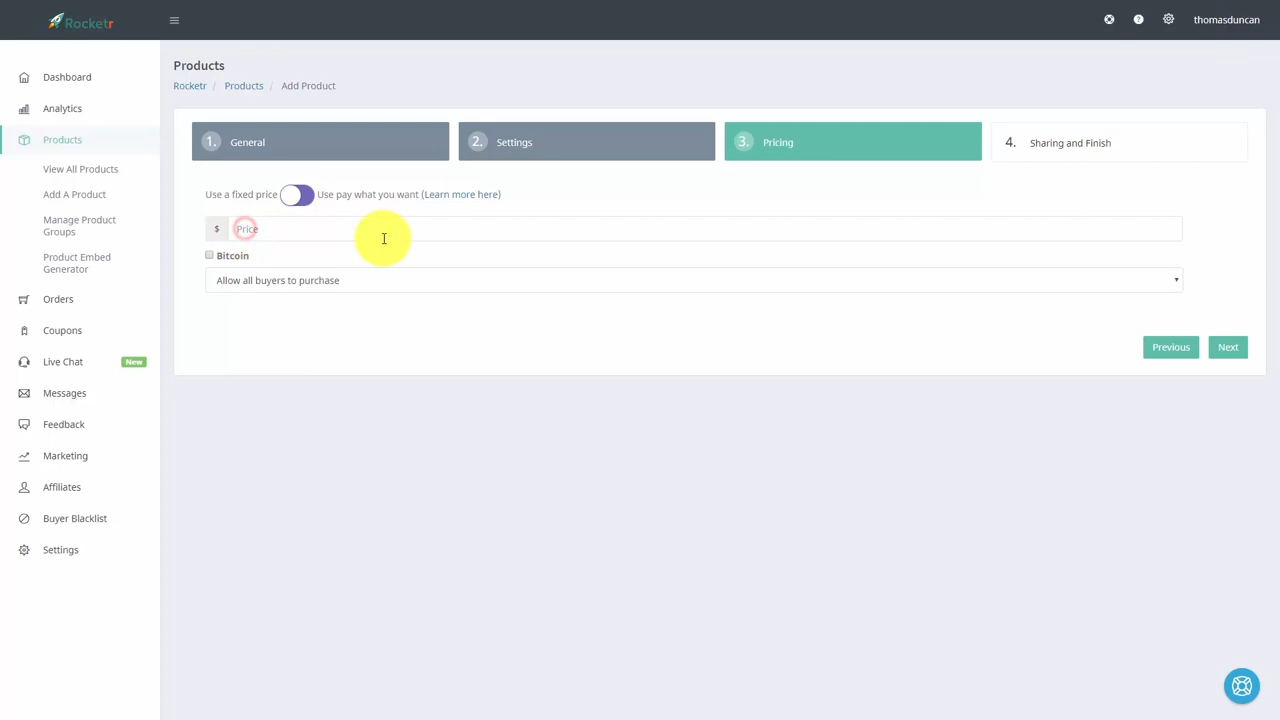 Rocketr
thomasduncan
Dashboard
Analytics
Products
View All Products
Add A Product
Manage Product
Groups
Product Embed
Generator
Orders
Coupons
Live Chat New
Messages
Feedback
Marketing
Affiliates
Buyer Blacklist
Settings
Products
Rocketr / Products / Add Product
1. General
2. Settings
3. Pricing
4. Sharing and Finish
Use a fixed price Use pay what you want (Learn more here)
$ Price
Bitcoin
Allow all buyers to purchase
Previous Next